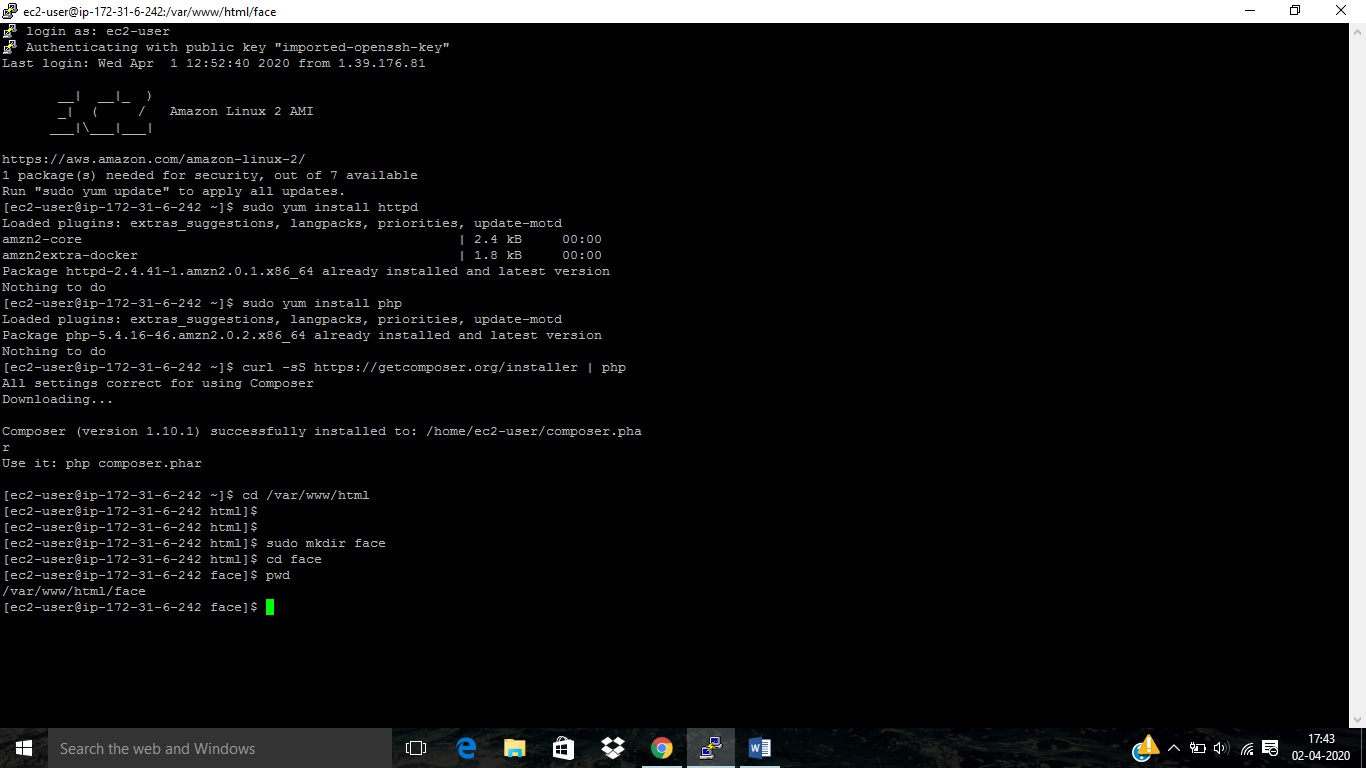 ec2-user@ip-172-31-6-242:/var/www/html/face
login as: ec2-user
Authenticating with public key "imported-openssh-key"
Last login: Wed Apr  1 12:52:40 2020 from 1.39.176.81
       __|  __|_  )
       _|  (     /   Amazon Linux 2 AMI
      ___|\___|___|
https://aws.amazon.com/amazon-linux-2/
1 package(s) needed for security, out of 7 available
Run "sudo yum update" to apply all updates.
[ec2-user@ip-172-31-6-242 ~]$ sudo yum install httpd
Loaded plugins: extras_suggestions, langpacks, priorities, update-motd
amzn2-core                                               | 2.4 kB     00:00
amzn2extra-docker                                        | 1.8 kB     00:00
Package httpd-2.4.41-1.amzn2.0.1.x86_64 already installed and latest version
Nothing to do
[ec2-user@ip-172-31-6-242 ~]$ sudo yum install php
Loaded plugins: extras_suggestions, langpacks, priorities, update-motd
Package php-5.4.16-46.amzn2.0.2.x86_64 already installed and latest version
Nothing to do
[ec2-user@ip-172-31-6-242 ~]$ curl -sS https://getcomposer.org/installer | php
All settings correct for using Composer
Downloading...
Composer (version 1.10.1) successfully installed to: /home/ec2-user/composer.pha
r
Use it: php composer.phar
[ec2-user@ip-172-31-6-242 ~]$ cd /var/www/html
[ec2-user@ip-172-31-6-242 html]$
[ec2-user@ip-172-31-6-242 html]$
[ec2-user@ip-172-31-6-242 html]$ sudo mkdir face
[ec2-user@ip-172-31-6-242 html]$ cd face
[ec2-user@ip-172-31-6-242 face]$ pwd
/var/www/html/face
[ec2-user@ip-172-31-6-242 face]$
Search the web and Windows
17:43
02-04-2020